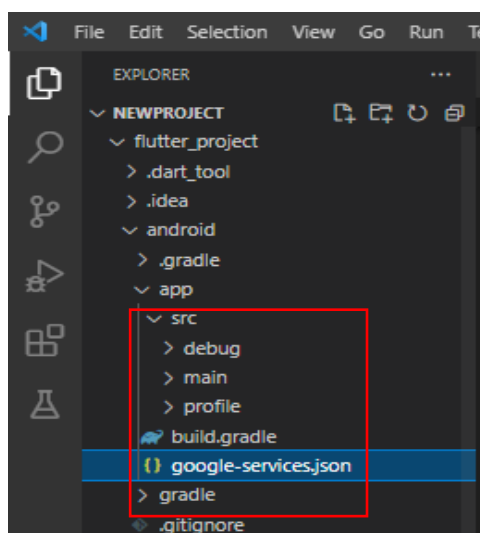 File Edit Selection View Go Run
EXPLORER
NEWPROJECT
flutter_project
.dart_tool
.idea
android
.gradle
app
src
debug
main
profile
build.gradle
{} google-services.json
gradle
.gitignore